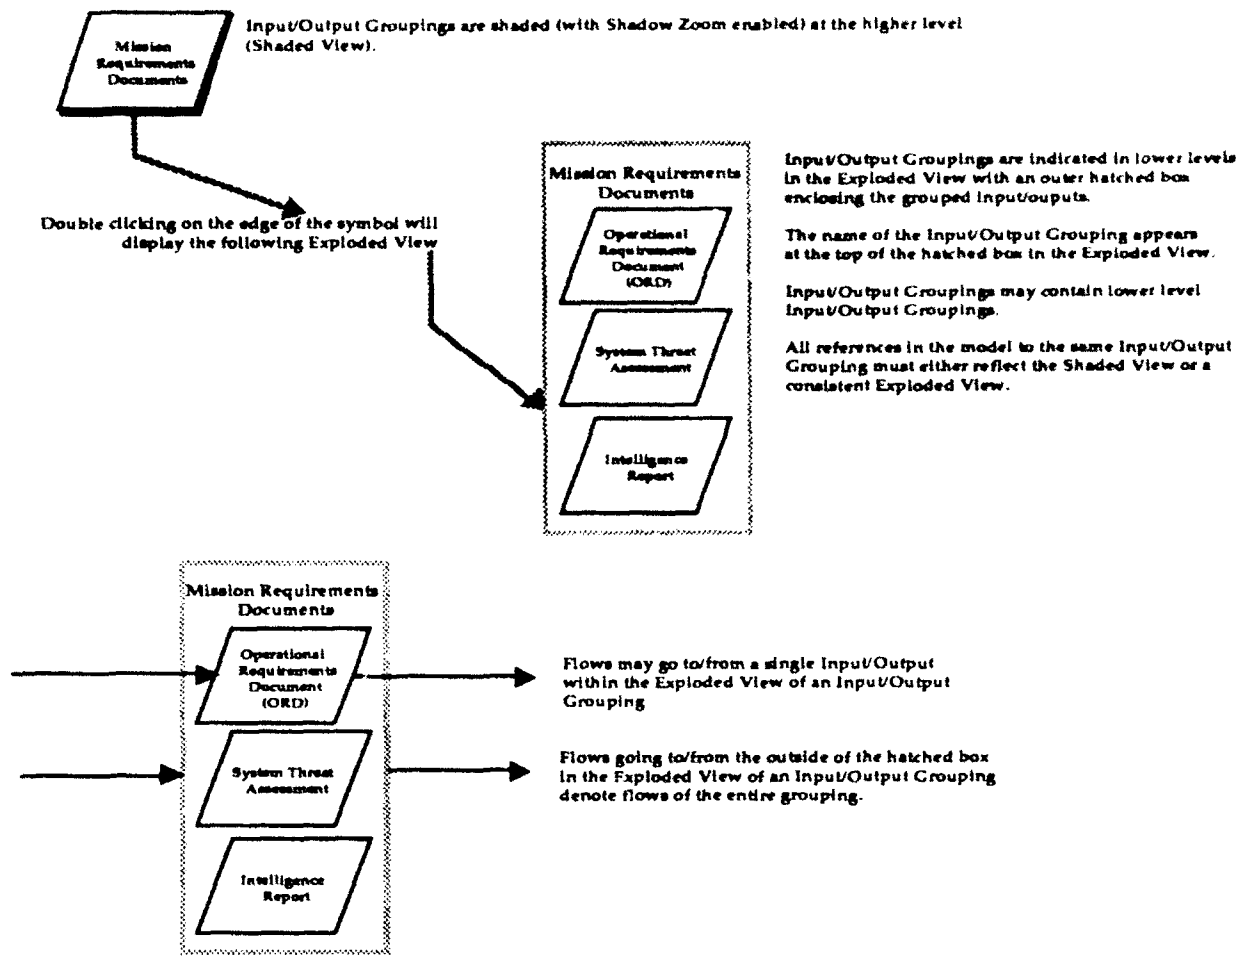 Mission
Requirements
Documents
Input/Output Groupings are shaded (with Shadow Zoom enabled) at the higher level
(Shaded View).
Double clicking on the edge of the symbol will
display the following Exploded View
Mission Requirements
Documents
Operational
Requirements
Document
(ORD)
System Threat
Assessment
Intelligence
Report
Input/Output Groupings are indicated in lower levels
in the Exploded View with an outer hatched box
enclosing the grouped input/ouputs.
The name of the Input/Output Grouping appears
at the top of the hatched box in the Exploded View.
Input/Output Groupings may contain lower level
Input/Output Groupings.
All references in the model to the same Input/Output
Grouping must either reflect the Shaded View or a
consistent Exploded View.
Mission Requirements
Documents
Operational
Requirements
Document
(ORD)
System Threat
Assessment
Intelligence
Report
Flows may go to/from a single Input/Output
within the Exploded View of an Input/Output
Grouping
Flows going to/from the outside of the hatched box
in the Exploded View of an Input/Output Grouping
denote flows of the entire grouping.